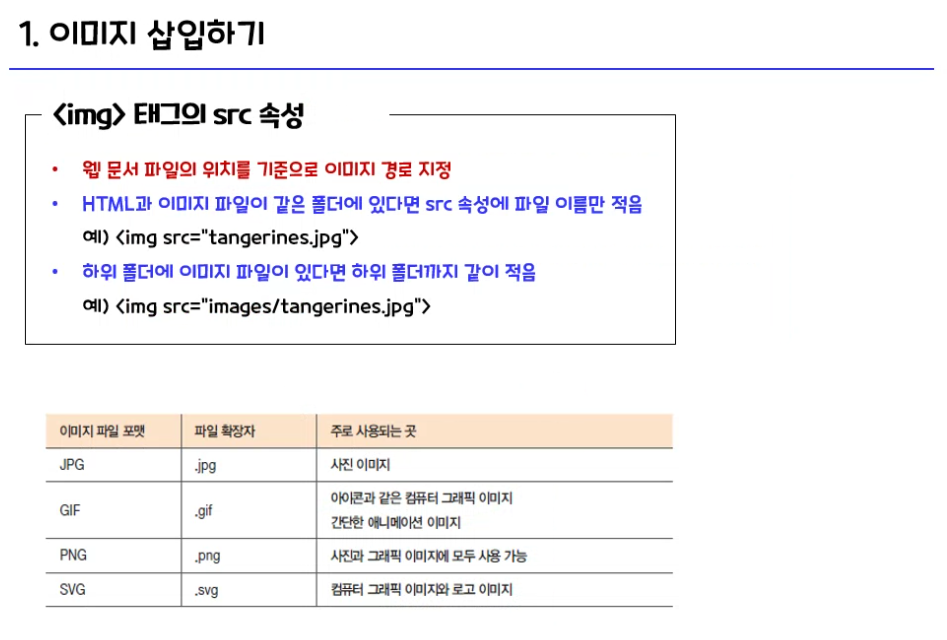 1. 이미지 삽입하기
<img> 태그의 src 속성
• 웹 문서 파일의 위치를 기준으로 이미지 경로 지정
• HTML과 이미지 파일이 같은 폴더에 있다면 src 속성에 파일 이름만 적음
예) <img src="tangerines.jpg">
• 하위 폴더에 이미지 파일이 있다면 하위 폴더까지 같이 적음
예) <img src="images/tangerines.jpg">
이미지 파일 포맷 파일 확장자 주로 사용되는 곳
JPG .jpg 사진 이미지
GIF .gif 아이콘과 같은 컴퓨터 그래픽 이미지
간단한 애니메이션 이미지
PNG .png 사진과 그래픽 이미지에 모두 사용 가능
SVG .svg 컴퓨터 그래픽 이미지와 로고 이미지